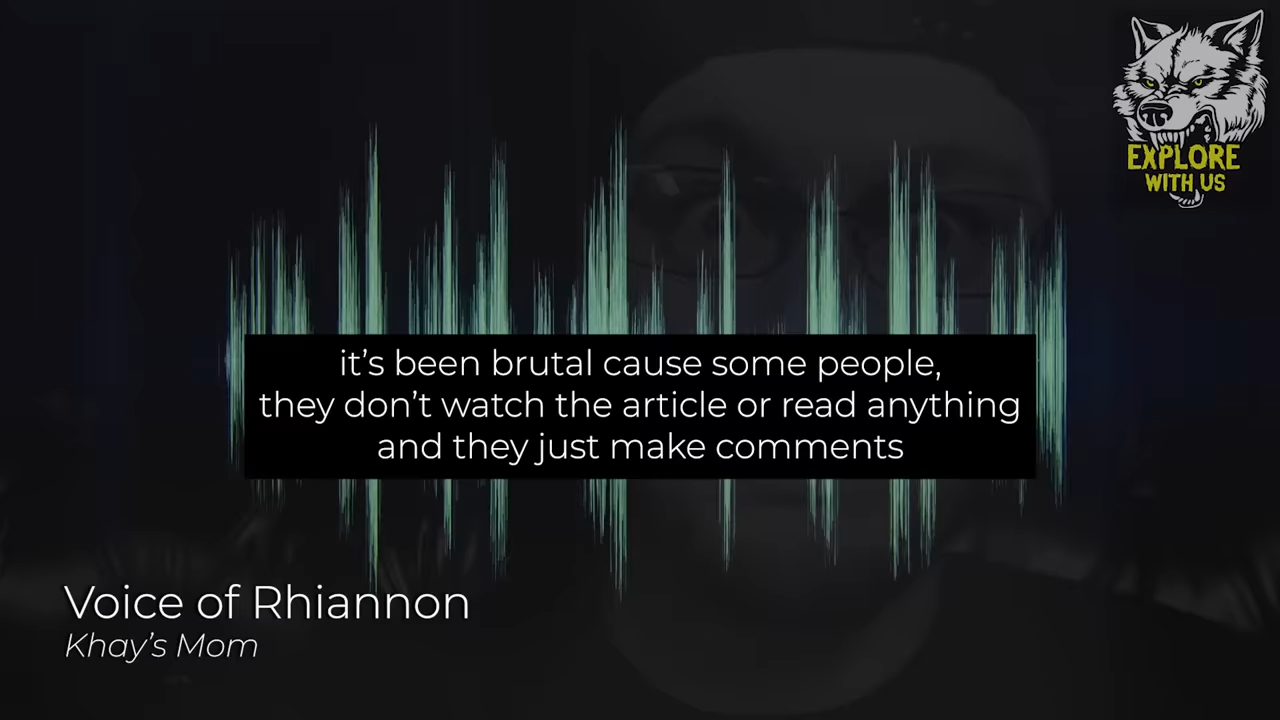 EXPLORE
WITH US
it’s been brutal cause some people,
they don’t watch the article or read anything
and they just make comments
Voice of Rhiannon
Khay’s Mom